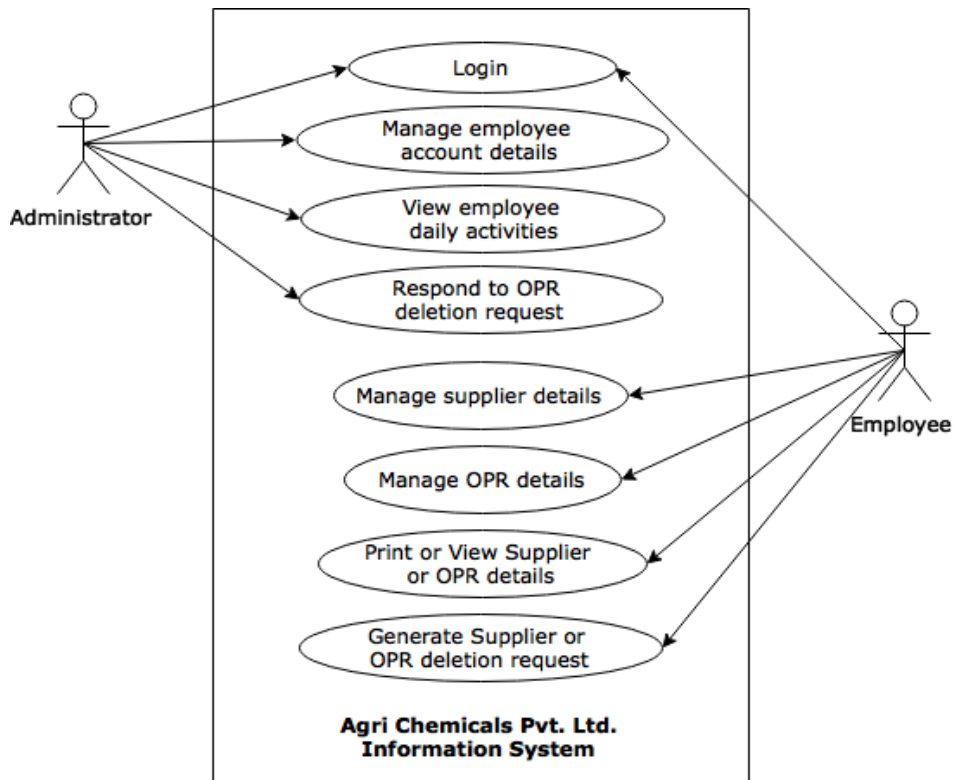 Login
Manage employee
account details
Administrator
View employee
daily activities
Respond to OPR
deletion request
Manage supplier details
Employee
Manage OPR details
Print or View Supplier
or OPR details
Generate Supplier or
OPR deletion request
Agri Chemicals Pvt. Ltd.
Information System